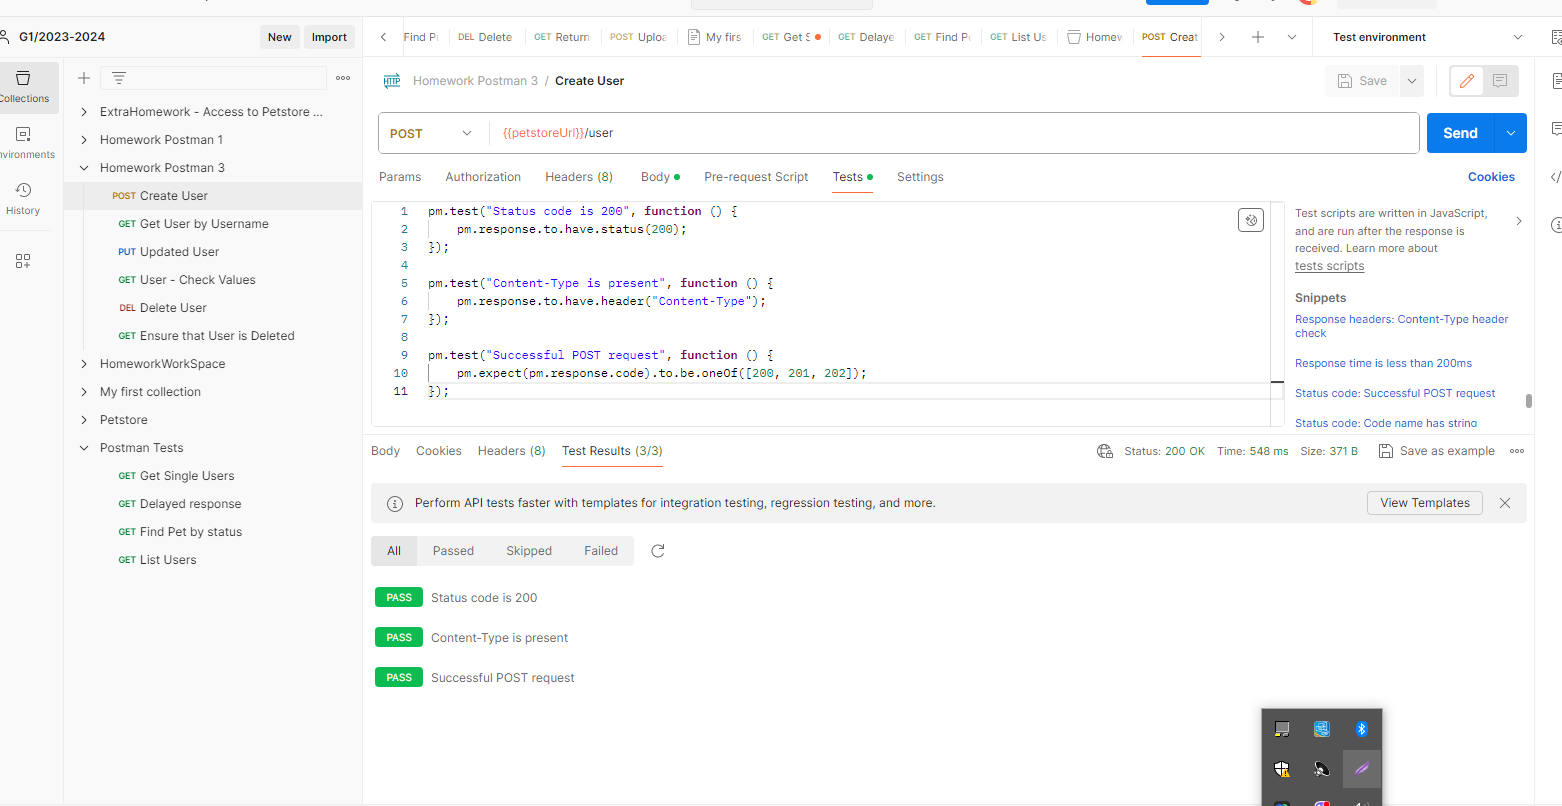 G1/2023-2024
New
Import
Find P
DEL Delete
GET Return
POST Uploa
My firs
GET Get S
GET Delaye
GET Find P
GET List Us
Homew
POST Creat
Test environment
Collections
nvironments
History
ExtraHomework - Access to Petstore ...
Homework Postman 1
Homework Postman 3
POST Create User
GET Get User by Username
PUT Updated User
GET User - Check Values
DEL Delete User
GET Ensure that User is Deleted
HomeworkWorkSpace
My first collection
Petstore
Postman Tests
GET Get Single Users
GET Delayed response
GET Find Pet by status
GET List Users
HTTP Homework Postman 3 / Create User
Save
POST
{{petstoreUrl}}/user
Send
Params
Authorization
Headers (8)
Body
Pre-request Script
Tests
Settings
Cookies
1 pm.test("Status code is 200", function () {
2 pm.response.to.have.status(200);
3 });
4
5 pm.test("Content-Type is present", function () {
6 pm.response.to.have.header("Content-Type");
7 });
8
9 pm.test("Successful POST request", function () {
10 pm.expect(pm.response.code).to.be.oneOf([200, 201, 202]);
11 });
Test scripts are written in JavaScript,
and are run after the response is
received. Learn more about
tests scripts
Snippets
Response headers: Content-Type header
check
Response time is less than 200ms
Status code: Successful POST request
Status code: Code name has string
Body
Cookies
Headers (8)
Test Results (3/3)
Status: 200 OK
Time: 548 ms
Size: 371 B
Save as example
Perform API tests faster with templates for integration testing, regression testing, and more.
View Templates
All
Passed
Skipped
Failed
PASS Status code is 200
PASS Content-Type is present
PASS Successful POST request